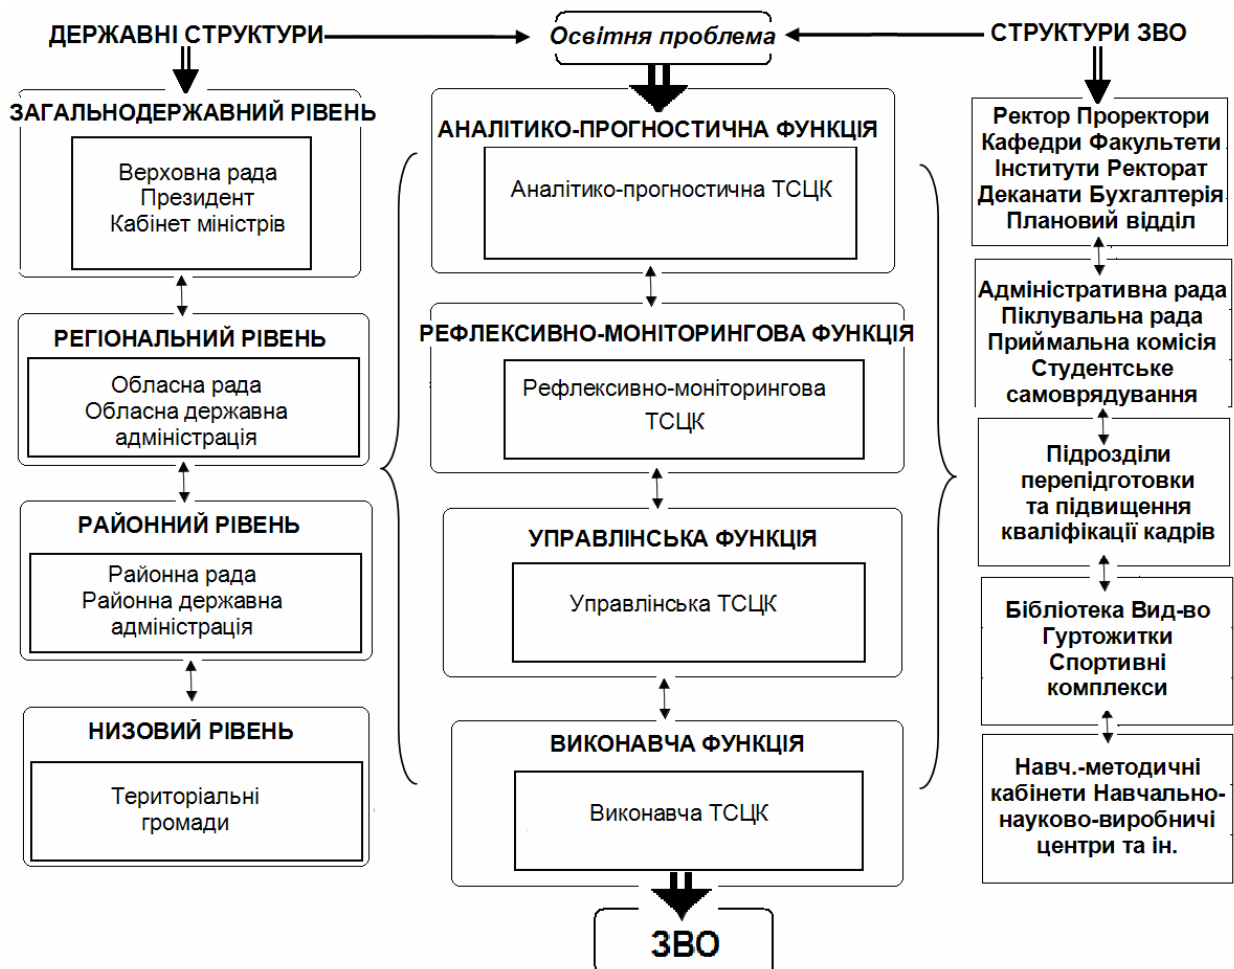 ДЕРЖАВНІ СТРУКТУРИ
Освітня проблема
СТРУКТУРИ ЗВО
ЗАГАЛЬНОДЕРЖАВНИЙ РІВЕНЬ
Верховна рада
Президент
Кабінет міністрів
РЕГІОНАЛЬНИЙ РІВЕНЬ
Обласна рада
Обласна державна
адміністрація
РАЙОННИЙ РІВЕНЬ
Районна рада
Районна державна
адміністрація
НИЗОВИЙ РІВЕНЬ
Територіальні
громади
АНАЛІТИКО-ПРОГНОСТИЧНА ФУНКЦІЯ
Аналітико-прогностична ТСЦК
РЕФЛЕКСИВНО-МОНІТОРИНГОВА ФУНКЦІЯ
Рефлексивно-моніторингова
ТСЦК
УПРАВЛІНСЬКА ФУНКЦІЯ
Управлінська ТСЦК
ВИКОНАВЧА ФУНКЦІЯ
Виконавча ТСЦК
ЗВО
Ректор Проректори
Кафедри Факультети
Інститути Ректорат
Деканати Бухгалтерія
Плановий відділ
Адміністративна рада
Піклувальна рада
Приймальна комісія
Студентське
самоврядування
Підрозділи
перепідготовки
та підвищення
кваліфікації кадрів
Бібліотека Вид-во
Гуртожитки
Спортивні
комплекси
Навч.-методичні
кабінети Навчально-
науково-виробничі
центри та ін.